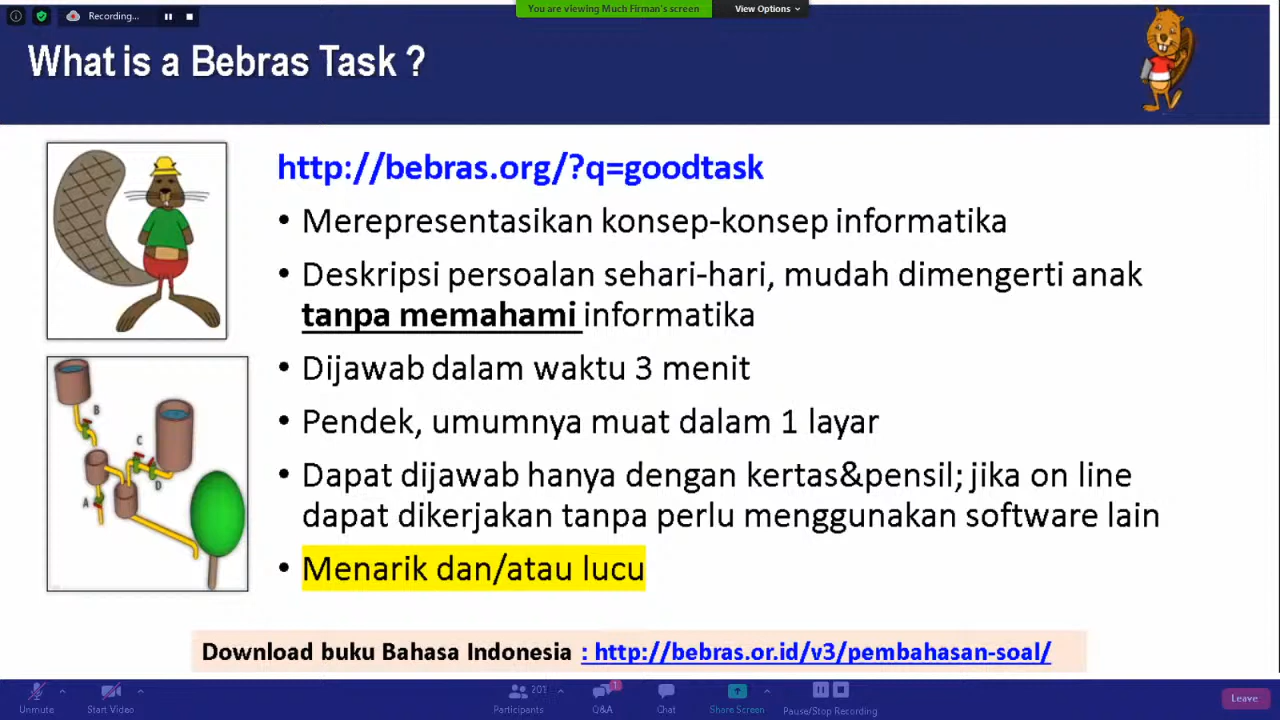 Recording...
You are viewing Much Firman's screen
View Options
What is a Bebras Task ?
http://bebras.org/?q=goodtask
• Merepresentasikan konsep-konsep informatika
• Deskripsi persoalan sehari-hari, mudah dimengerti anak
tanpa memahami informatika
• Dijawab dalam waktu 3 menit
• Pendek, umumnya muat dalam 1 layar
• Dapat dijawab hanya dengan kertas&pensil; jika on line
dapat dikerjakan tanpa perlu menggunakan software lain
• Menarik dan/atau lucu
B
C
D
A
Download buku Bahasa Indonesia : http://bebras.or.id/v3/pembahasan-soal/
Unmute
Start Video
201
Participants
1
Q&A
Chat
Share Screen
Pause/Stop Recording
Leave